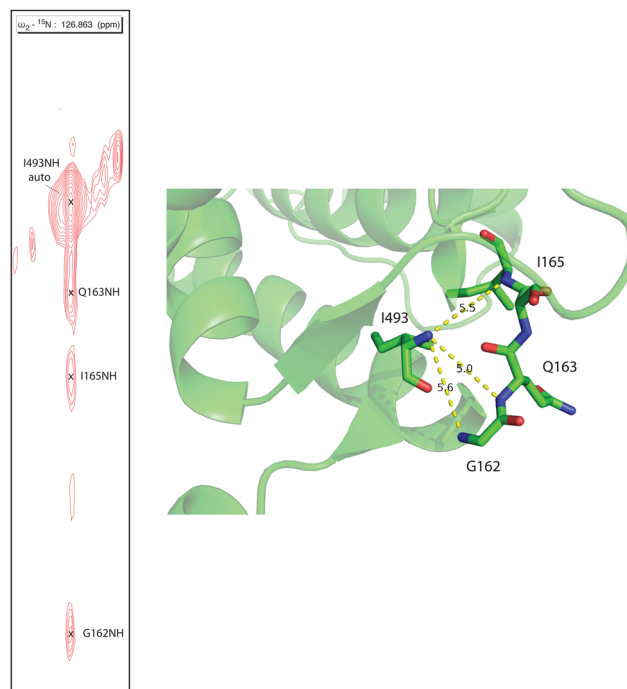 ω2 - 15N : 126.863 (ppm)
I493NH
auto
x
x Q163NH
x I165NH
x G162NH
I165
5.5
I493
5.0
Q163
5.6
G162